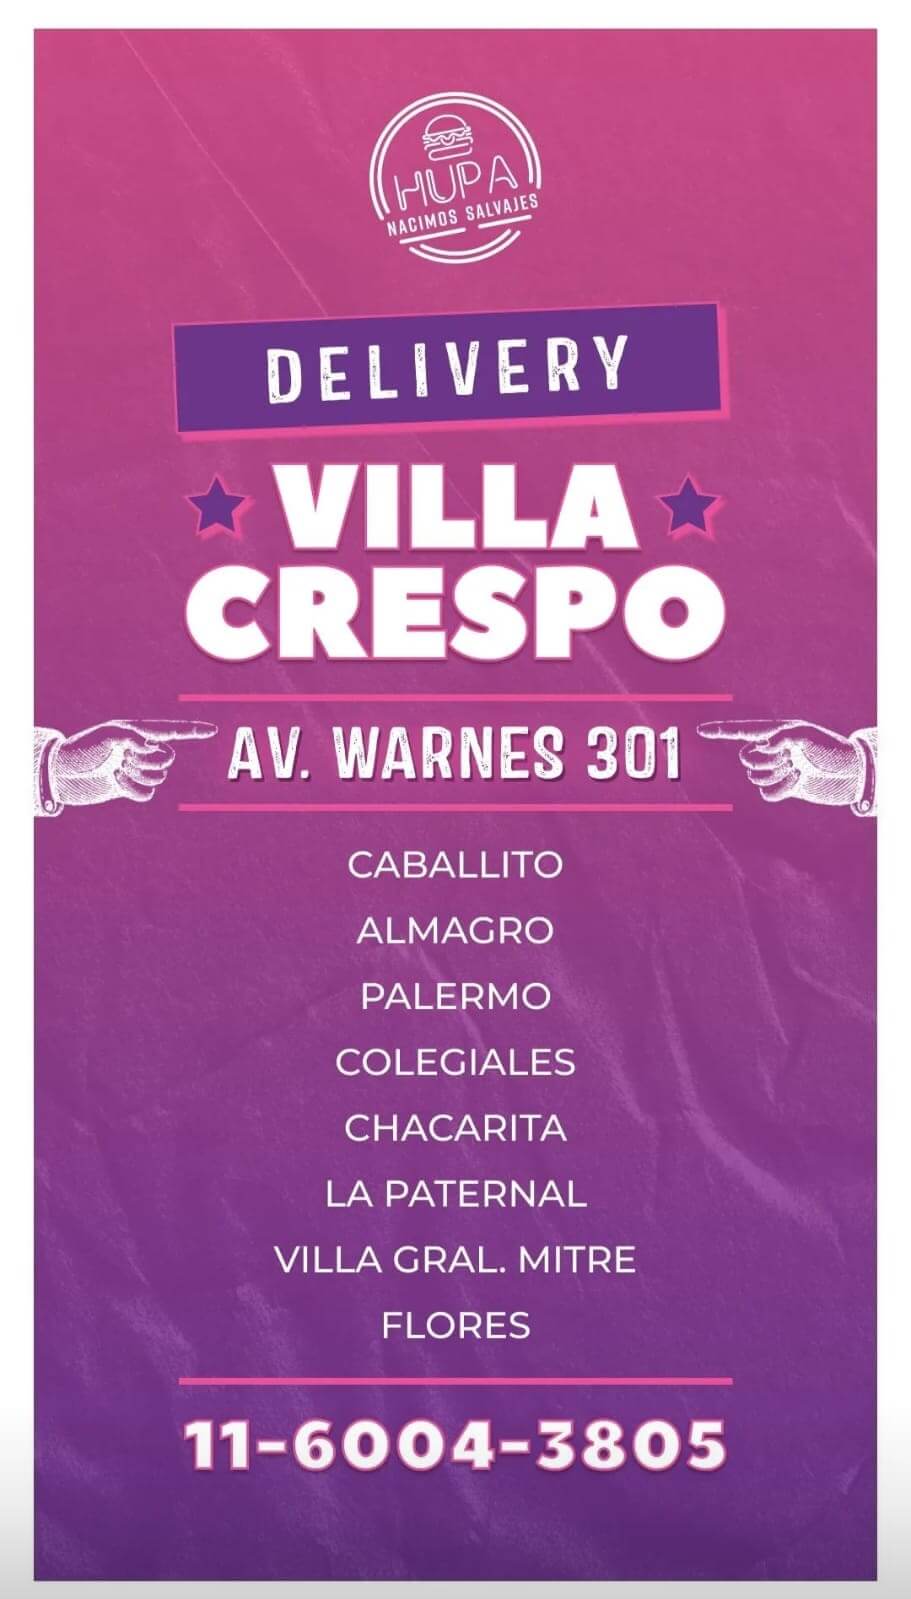 HUPA
NACIMOS SALVAJES
DELIVERY
VILLA
CRESPO
AV. WARNES 301
CABALLITO
ALMAGRO
PALERMO
COLEGIALES
CHACARITA
LA PATERNAL
VILLA GRAL. MITRE
FLORES
11-6004-3805